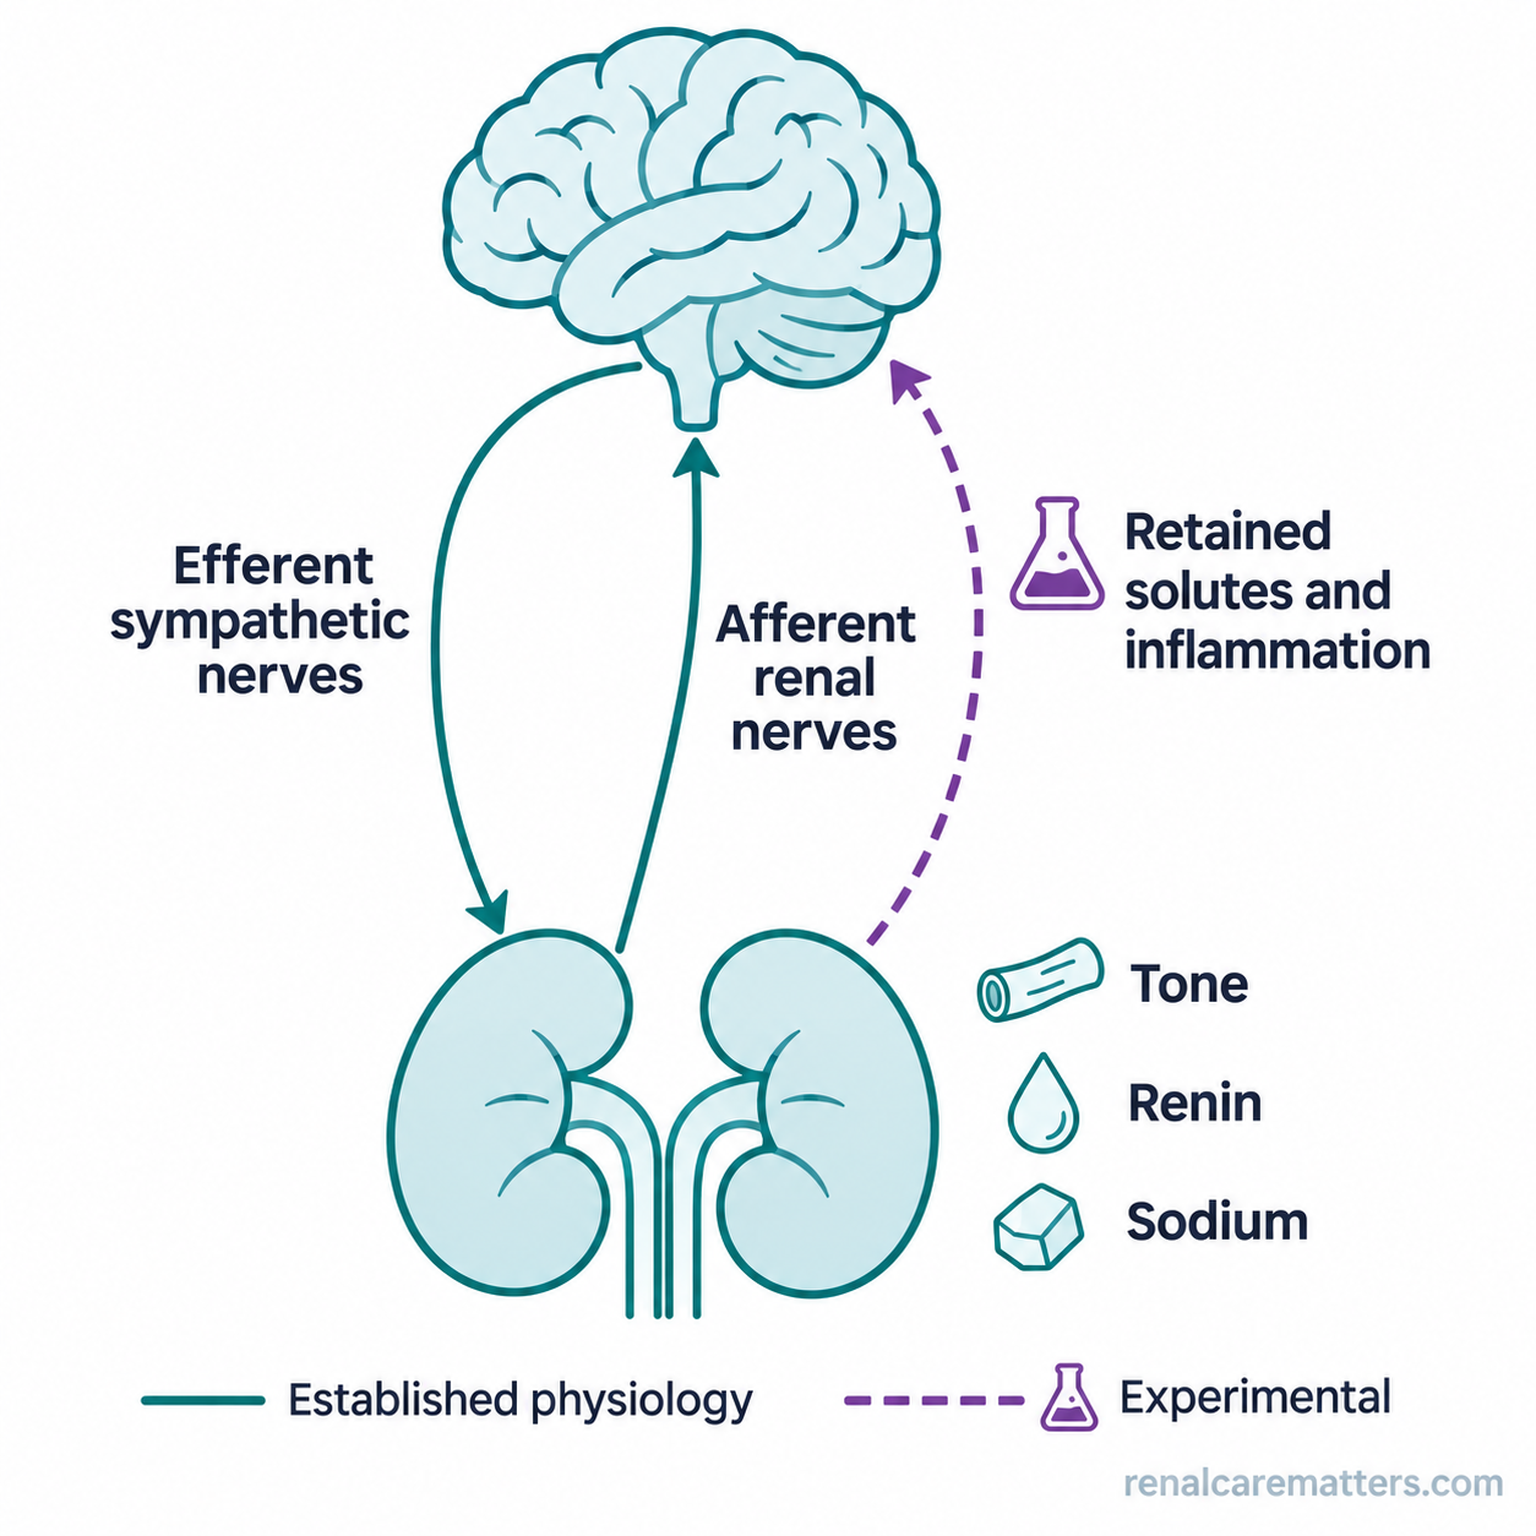 Efferent
sympathetic
nerves
Afferent
renal
nerves
Retained
solutes and
inflammation
Tone
Renin
Sodium
Established physiology
Experimental
renalcarematters.com